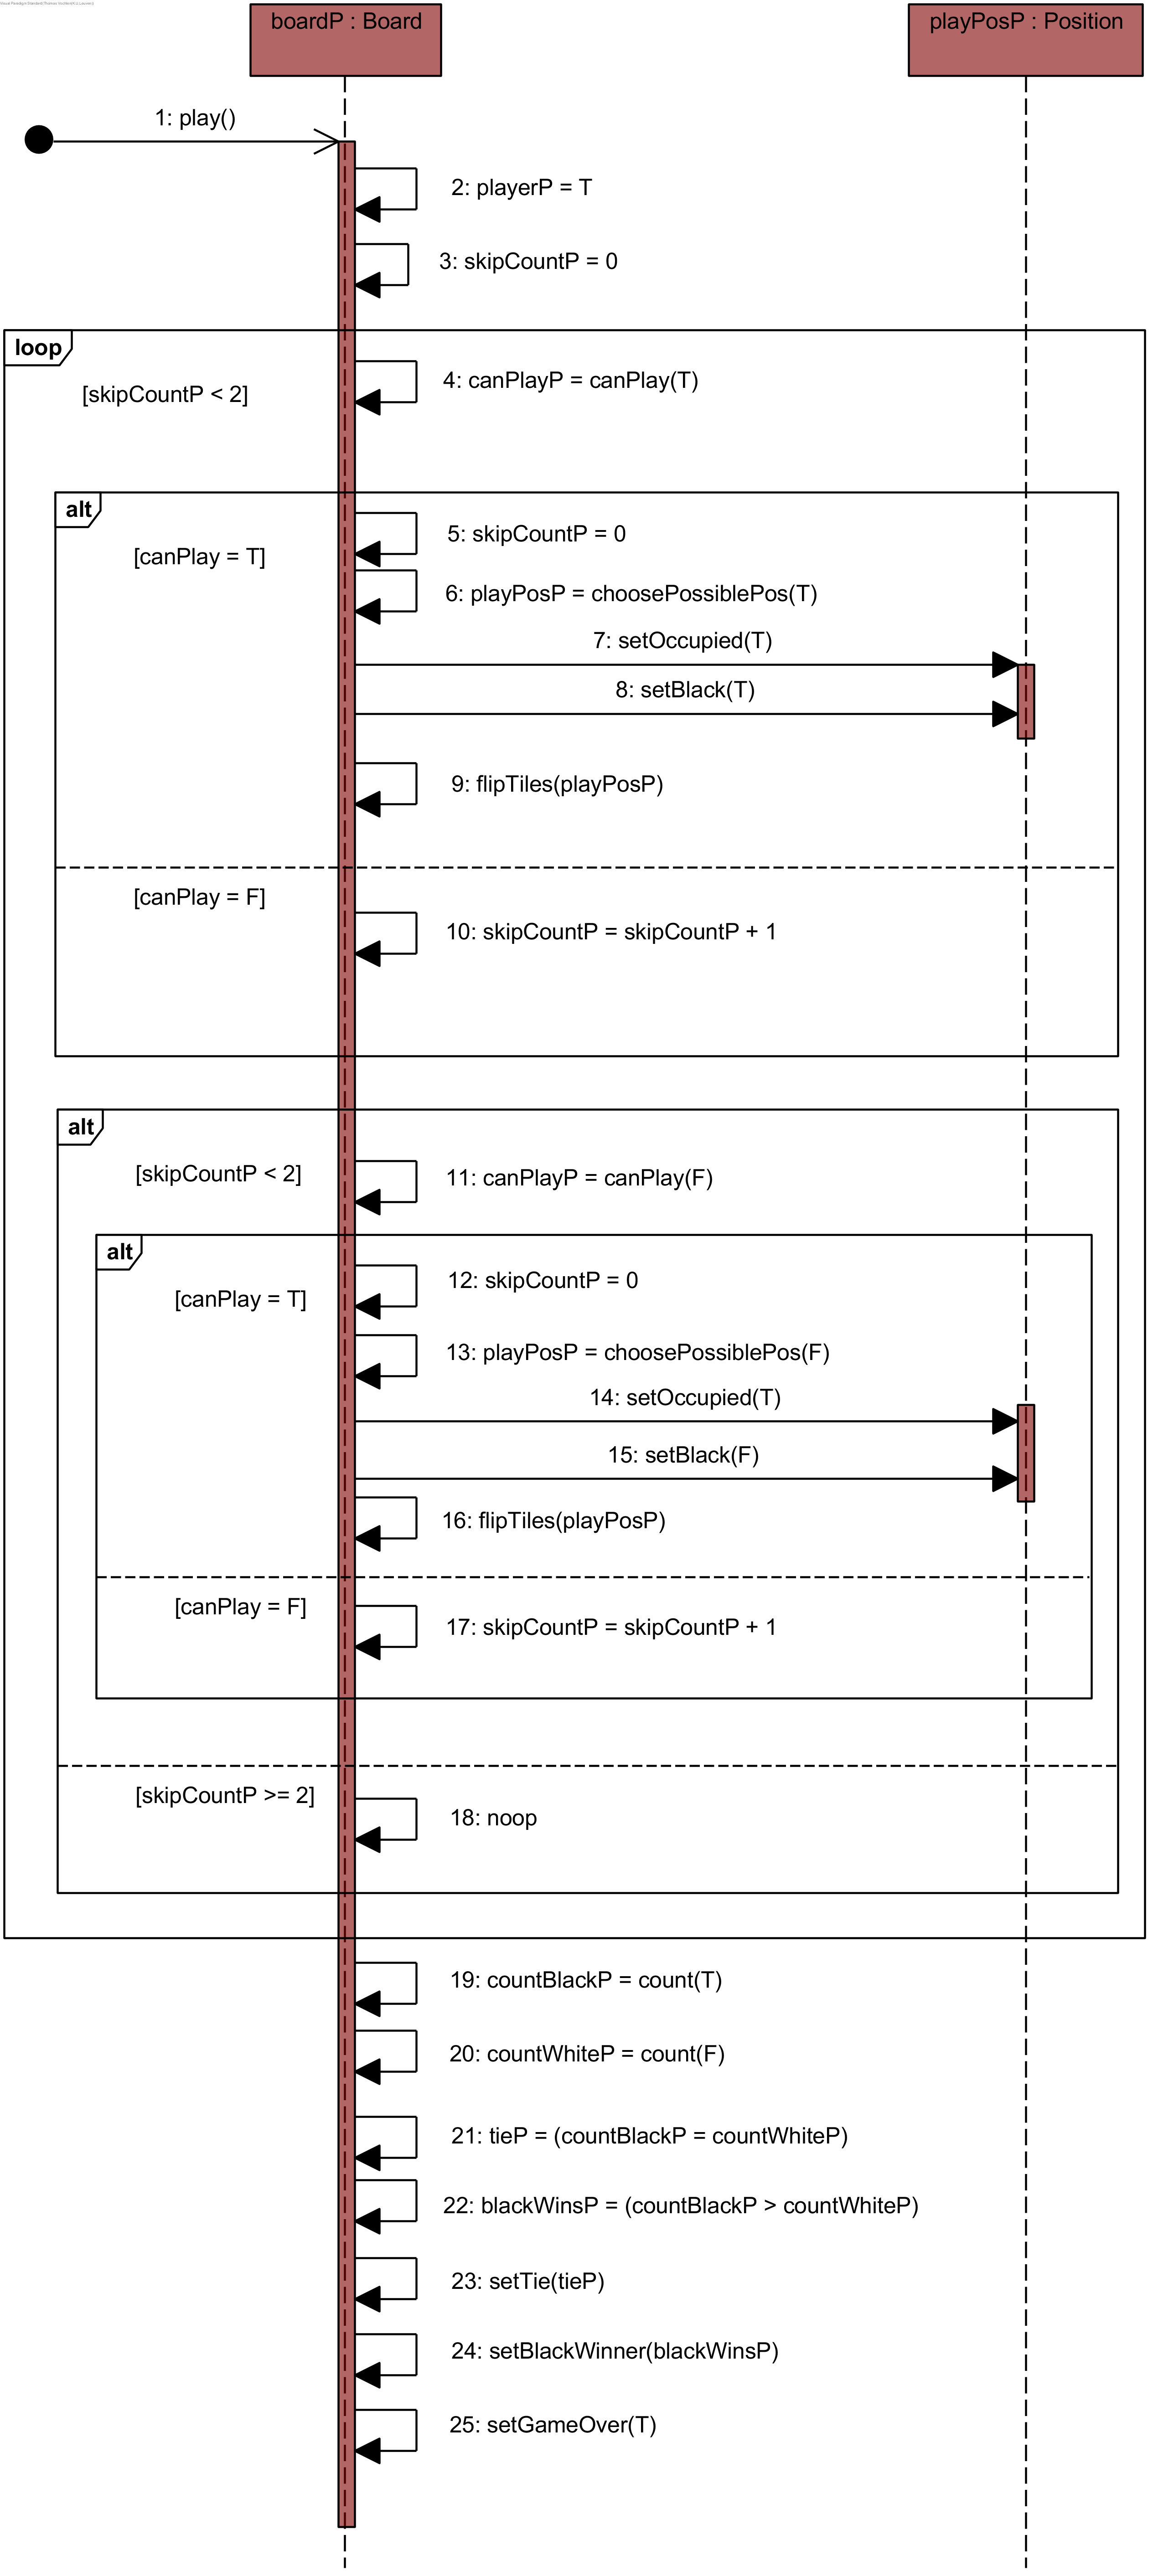 boardP : Board
playPosP : Position
1: play()
2: playerP = T
3: skipCountP = 0
loop
[skipCountP < 2]
4: canPlayP = canPlay(T)
alt
[canPlay = T]
5: skipCountP = 0
6: playPosP = choosePossiblePos(T)
7: setOccupied(T)
8: setBlack(T)
9: flipTiles(playPosP)
[canPlay = F]
10: skipCountP = skipCountP + 1
alt
[skipCountP < 2]
11: canPlayP = canPlay(F)
alt
[canPlay = T]
12: skipCountP = 0
13: playPosP = choosePossiblePos(F)
14: setOccupied(T)
15: setBlack(F)
16: flipTiles(playPosP)
[canPlay = F]
17: skipCountP = skipCountP + 1
[skipCountP >= 2]
18: noop
19: countBlackP = count(T)
20: countWhiteP = count(F)
21: tieP = (countBlackP = countWhiteP)
22: blackWinsP = (countBlackP > countWhiteP)
23: setTie(tieP)
24: setBlackWinner(blackWinsP)
25: setGameOver(T)